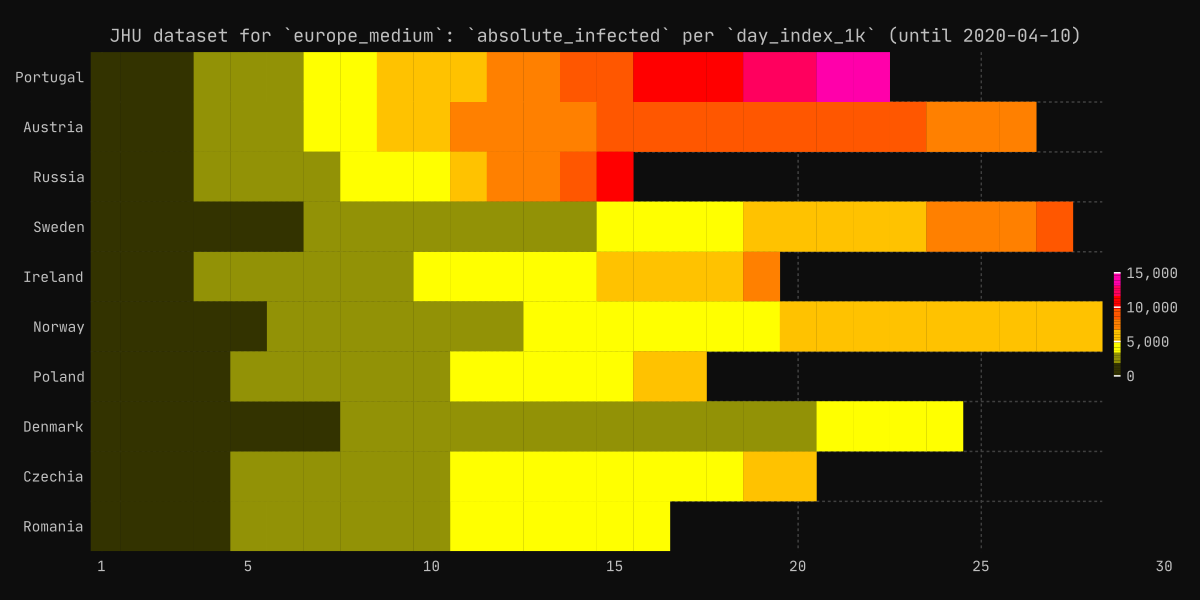 JHU dataset for `europe_medium`: `absolute_infected` per `day_index_1k` (until 2020-04-10)
Portugal
Austria
Russia
Sweden
Ireland
Norway
Poland
Denmark
Czechia
Romania
15,000
10,000
5,000
0
1 5 10 15 20 25 30